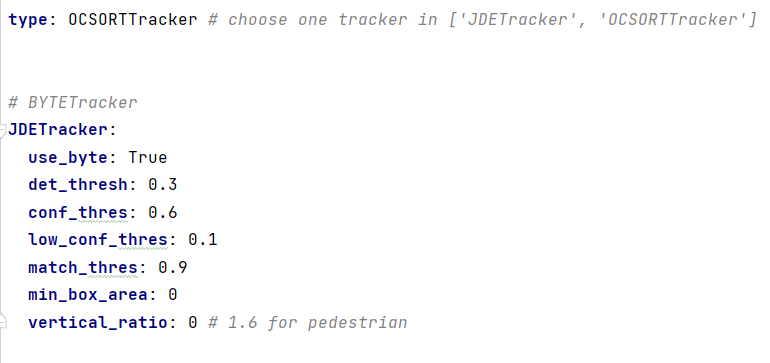 type: OCSORTTracker # choose one tracker in ['JDETracker', 'OCSORTTracker']
# BYTETracker
JDETracker:
use_byte: True
det_thresh: 0.3
conf_thres: 0.6
low_conf_thres: 0.1
match_thres: 0.9
min_box_area: 0
vertical_ratio: 0 # 1.6 for pedestrian